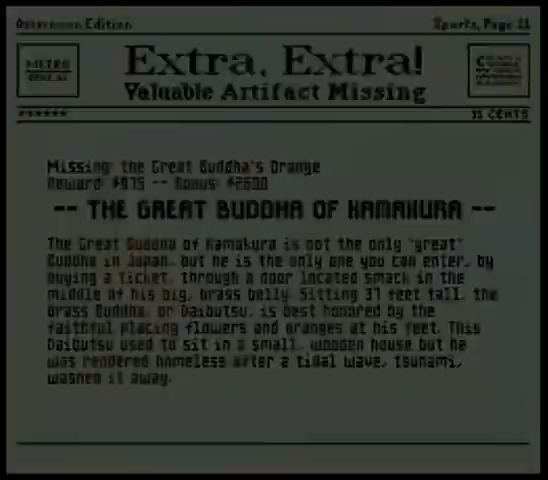 Afternoon Edition
Sports, Page 11
METRO
Extra, Extra!
Valuable Artifact Missing
35 CENTS
Missing: the Great Buddha's Orange
Reward: $875 -- Bonus: $2600
-- THE GREAT BUDDHA OF KAMAKURA --
The Great Buddha of Kamakura is not the only "great"
Buddha in Japan, but he is the only one you can enter, by
buying a ticket, through a door located smack in the
middle of his big, brass belly. Sitting 37 feet tall, the
brass Buddha, or Daibutsu, is best honored by the
faithful placing flowers and oranges at his feet. This
Daibutsu used to sit in a small, wooden house but he
was rendered homeless after a tidal wave, tsunami,
washed it away.